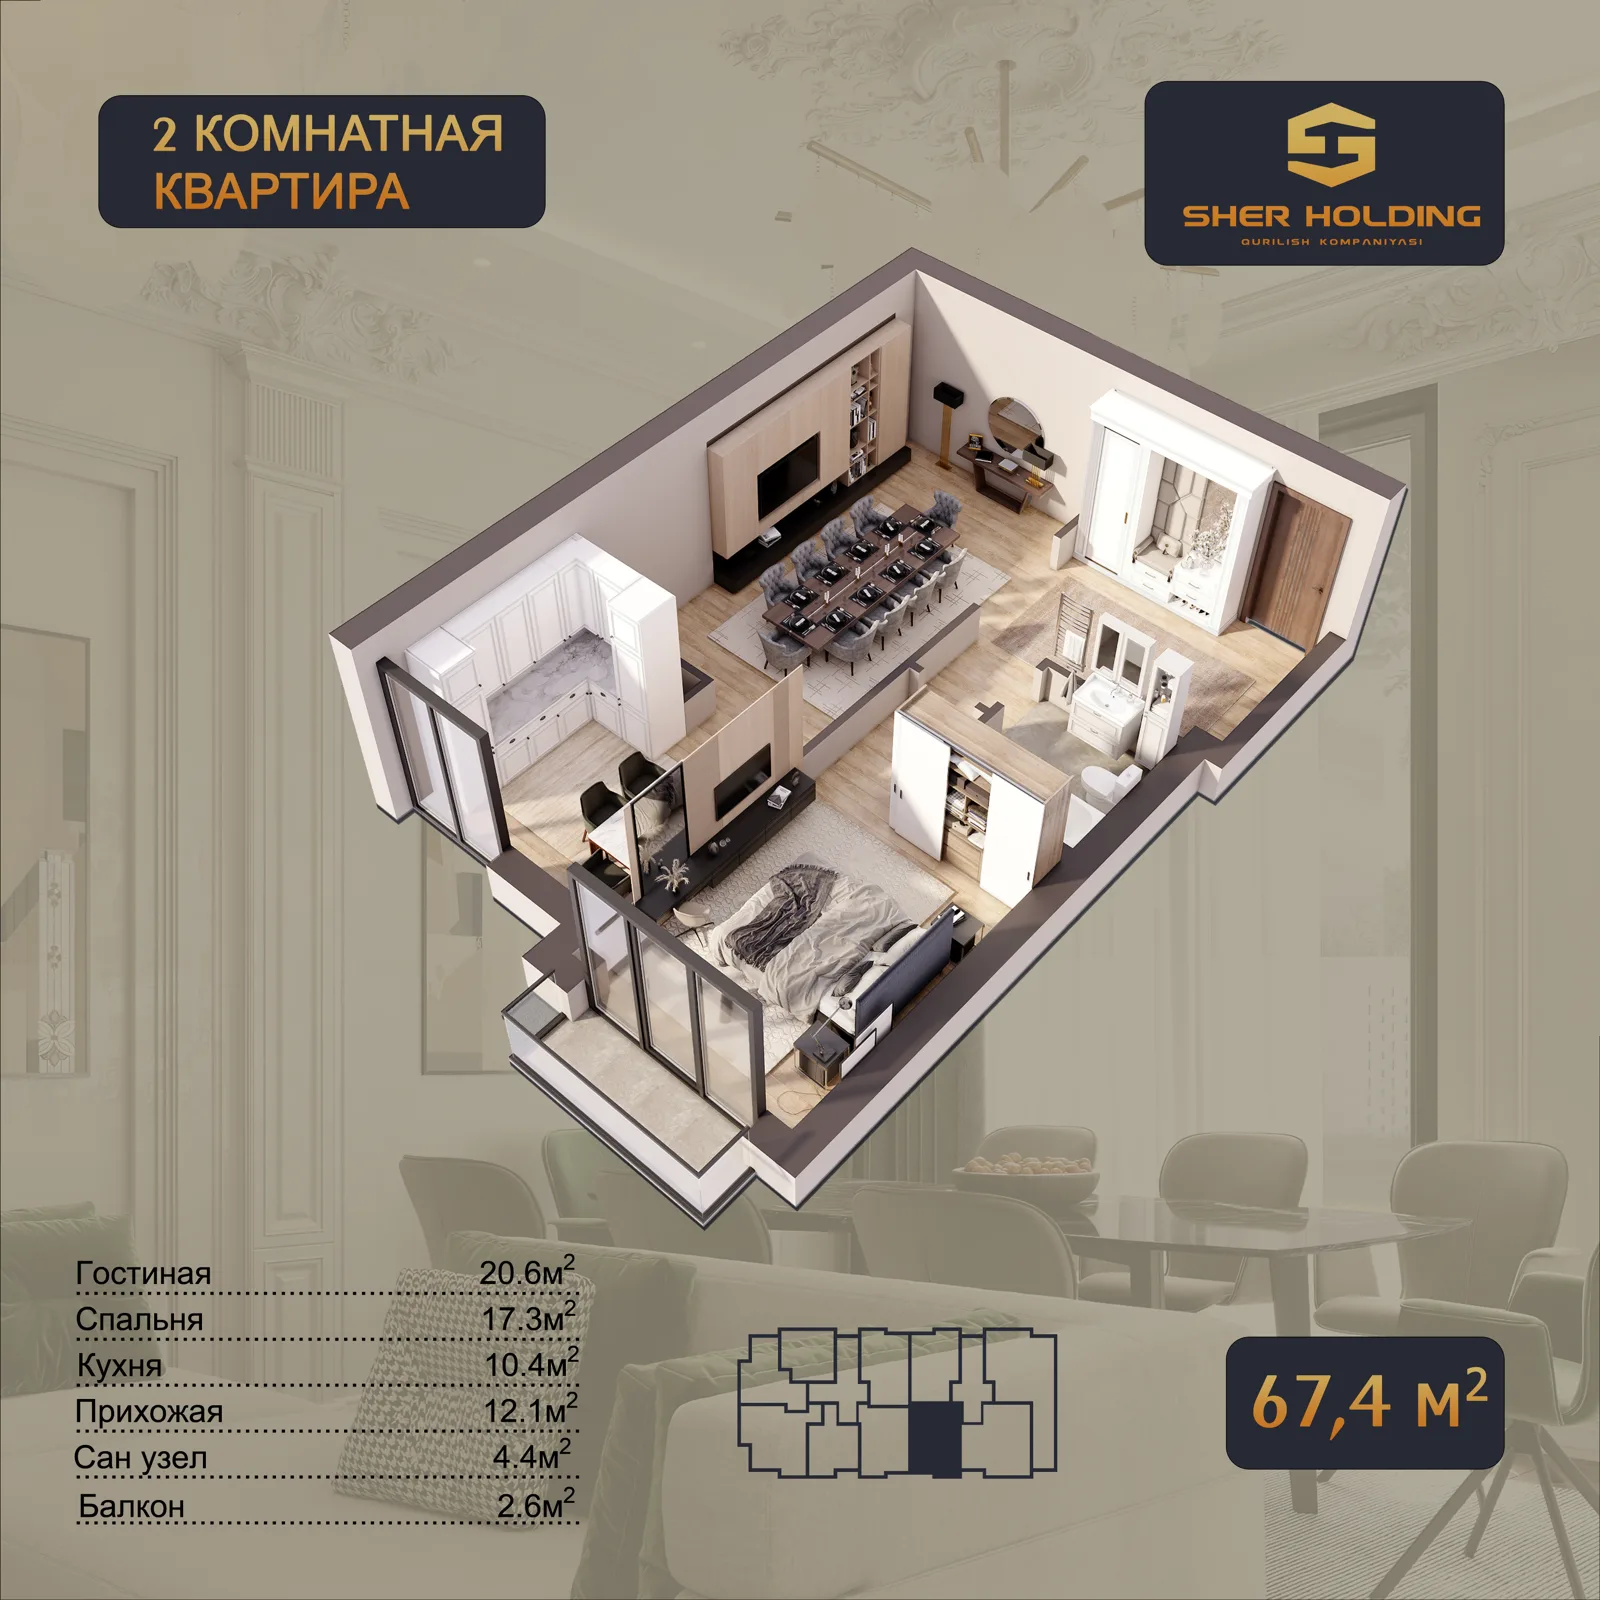 2 КОМНАТНАЯ
КВАРТИРА
SHER HOLDING
QURILISH KOMPANIYASI
Гостиная 20.6м²
Спальня 17.3м²
Кухня 10.4м²
Прихожая 12.1м²
Сан узел 4.4м²
Балкон 2.6м²
67,4 м²